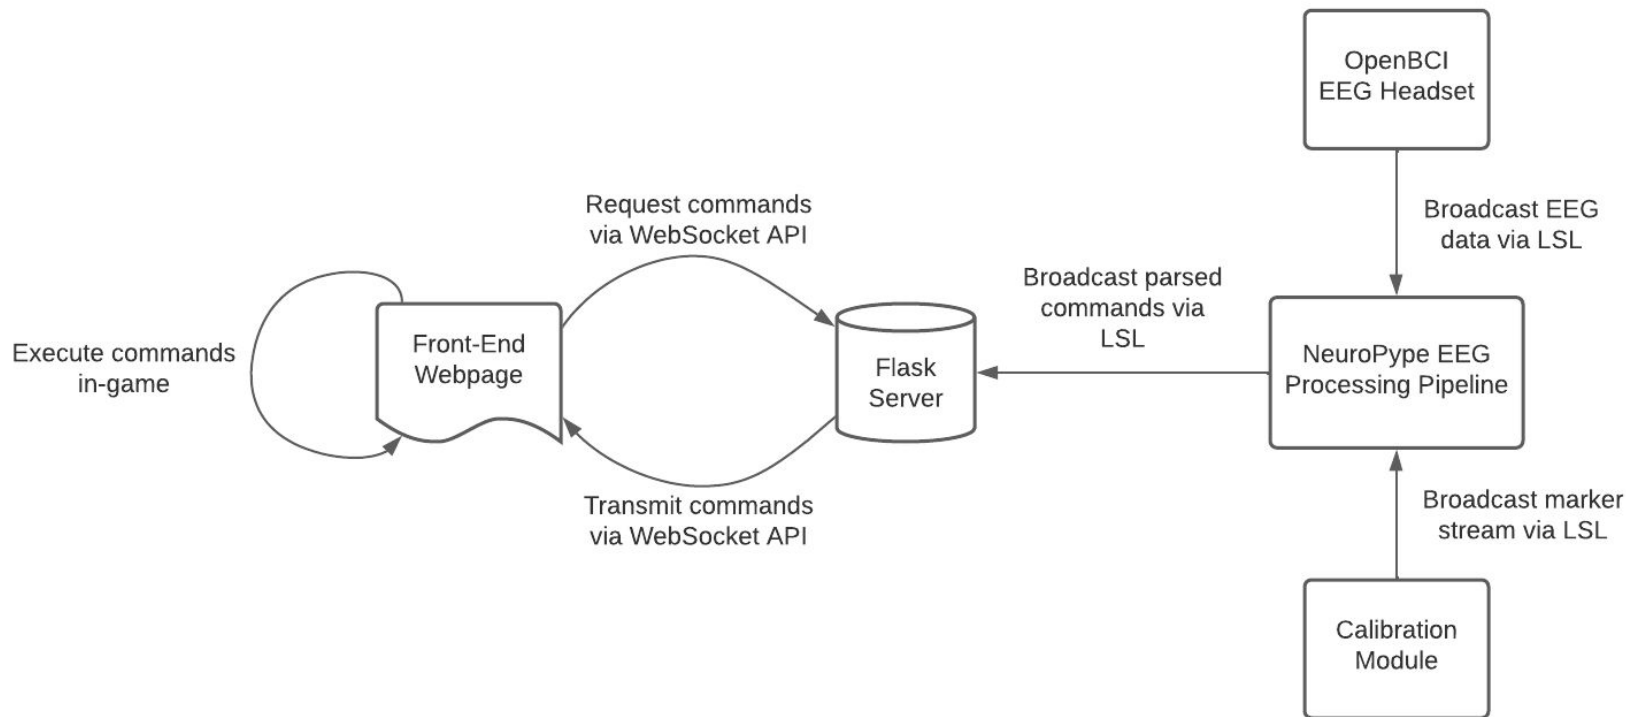 OpenBCI
EEG Headset
Broadcast EEG
data via LSL
Request commands
via WebSocket API
Broadcast parsed
commands via
LSL
Execute commands
in-game
Front-End
Webpage
Flask
Server
NeuroPype EEG
Processing Pipeline
Transmit commands
via WebSocket API
Broadcast marker
stream via LSL
Calibration
Module